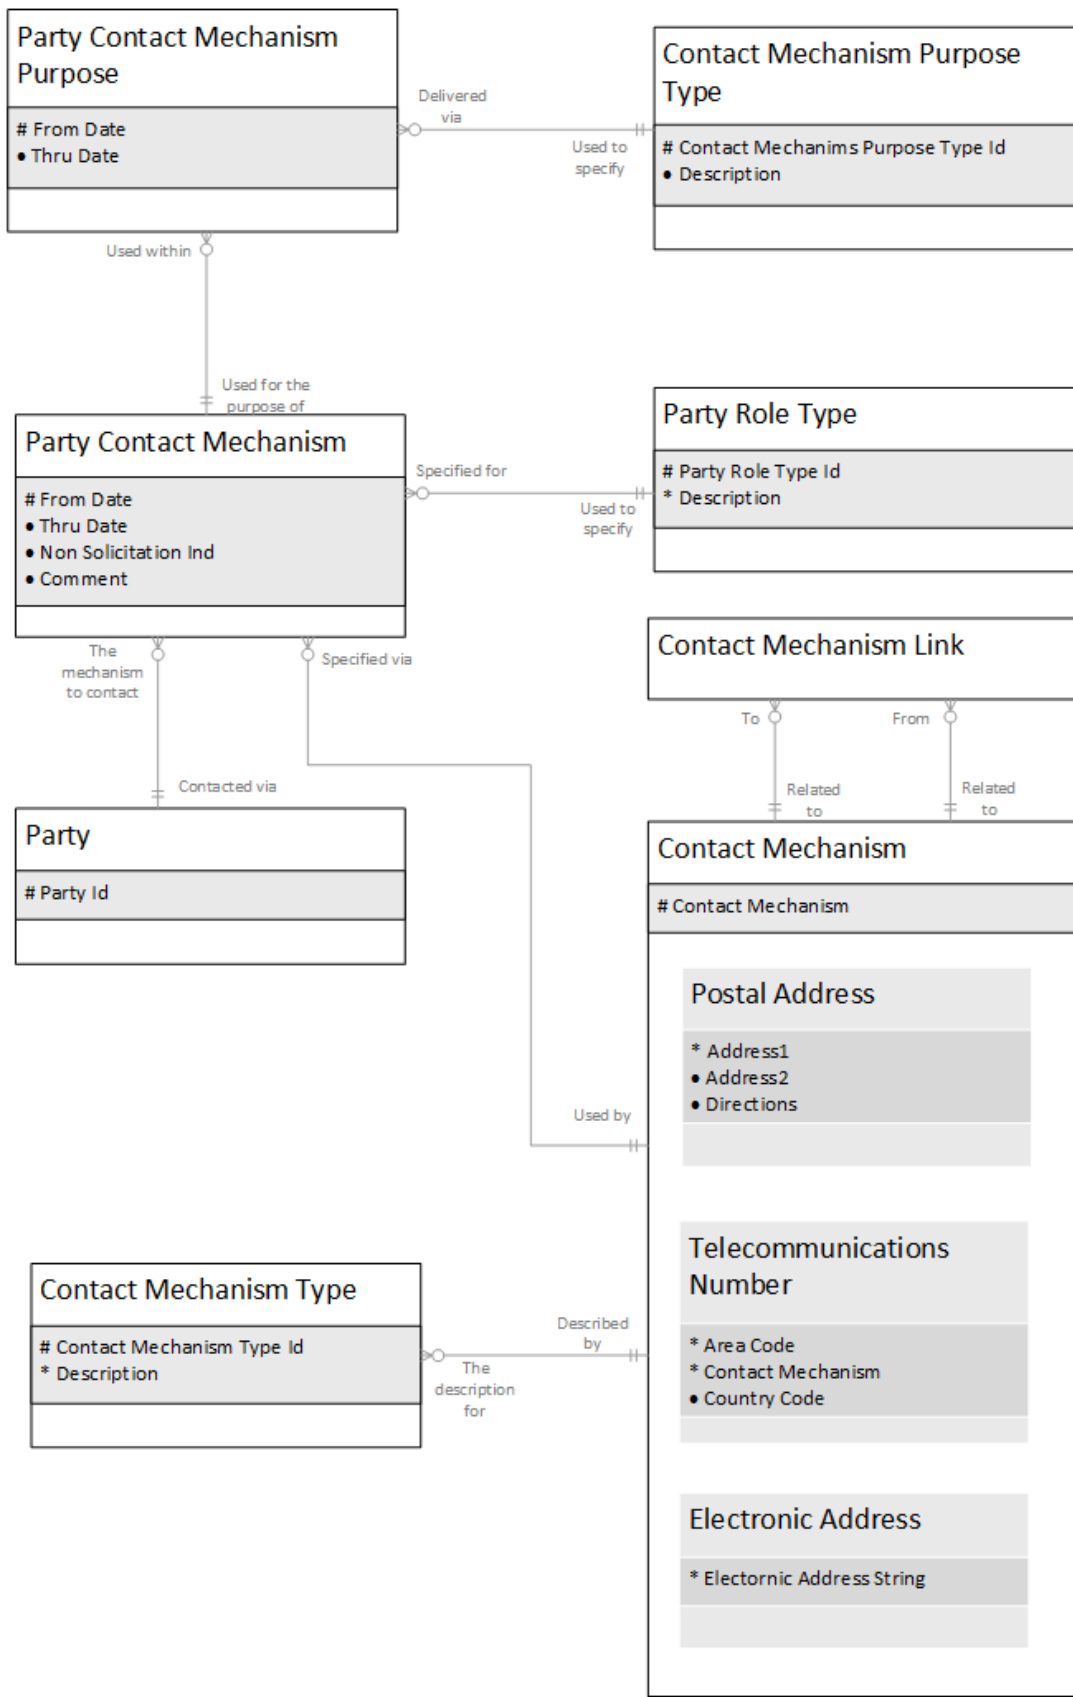 Party Contact Mechanism
Purpose
# From Date
• Thru Date
Delivered
via
Used to
specify
Contact Mechanism Purpose
Type
# Contact Mechanims Purpose Type Id
• Description
Used within
Used for the
purpose of
Party Contact Mechanism
# From Date
• Thru Date
• Non Solicitation Ind
• Comment
Specified for
Used to
specify
Party Role Type
# Party Role Type Id
* Description
The
mechanism
to contact
Specified via
Contact Mechanism Link
To
From
Related
to
Related
to
Contacted via
Party
# Party Id
Contact Mechanism
# Contact Mechanism
Postal Address
* Address1
• Address2
• Directions
Used by
Telecommunications
Number
* Area Code
* Contact Mechanism
• Country Code
Contact Mechanism Type
# Contact Mechanism Type Id
* Description
Described
by
The
description
for
Electronic Address
* Electornic Address String